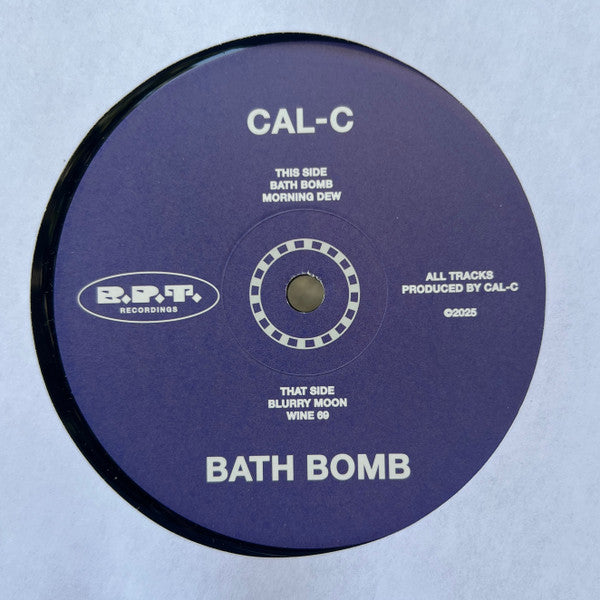 CAL-C
THIS SIDE
BATH BOMB
MORNING DEW
B.P.T.
RECORDINGS
ALL TRACKS
PRODUCED BY CAL-C
©2025
THAT SIDE
BLURRY MOON
WINE 69
BATH BOMB